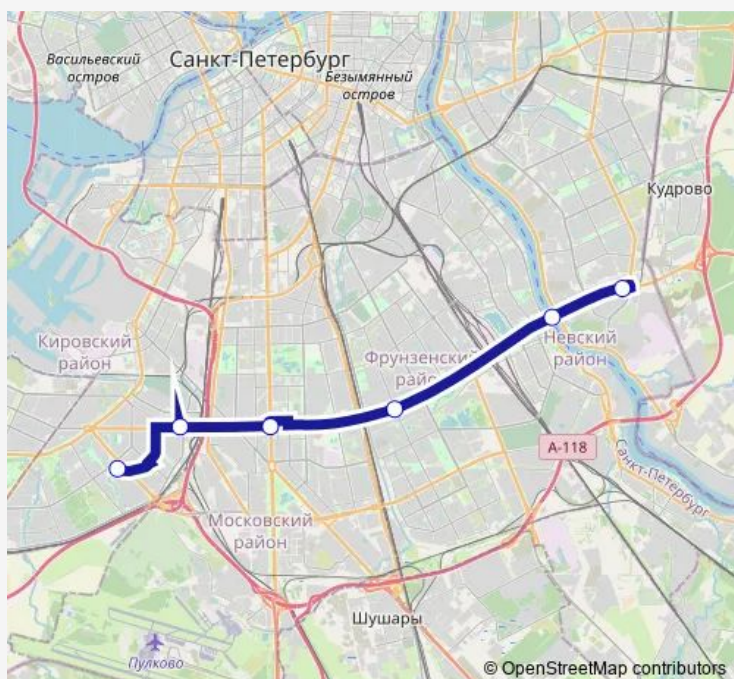 Васильевский
остров
Санкт-Петербург
Безымянный
остров
Кудрово
Кировский
район
Фрунзенский
райо
Невский
район
А-118
Санкт-Петербург
Московский
район
Шушары
Пулково
© OpenStreetMap contributors